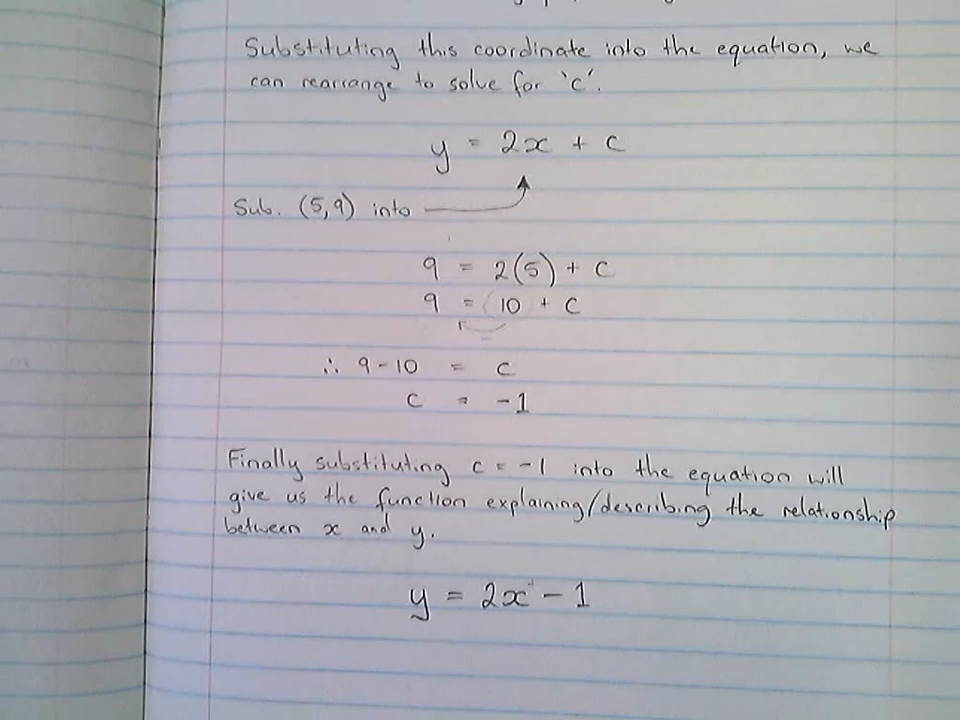 Substituting this coordinate into the equation, we
can rearrange to solve for 'c'.
y = 2x + c
Sub. (5,9) into
9 = 2(5) + c
9 = 10 + c
∴ 9 - 10 = c
c = -1
Finally substituting c = -1 into the equation will
give us the function explaining/describing the relationship
between x and y.
y = 2x - 1